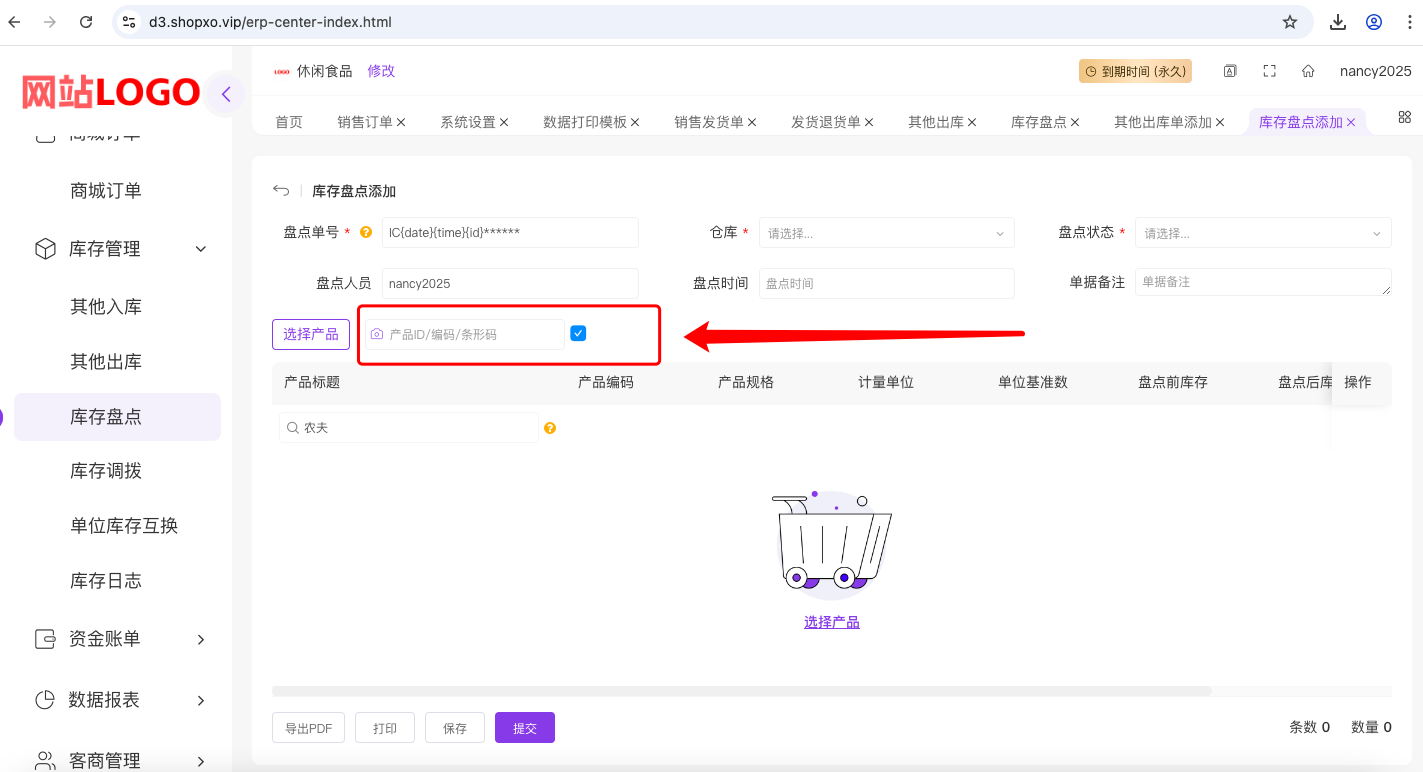 d3.shopxo.vip/erp-center-index.html
网站LOGO
LOGO 休闲食品 修改
到期时间 (永久)
nancy2025
首页 销售订单 系统设置 数据打印模板 销售发货单 发货退货单 其他出库 库存盘点 其他出库单添加 库存盘点添加
商城订单
商城订单
库存管理
其他入库
其他出库
库存盘点
库存调拨
单位库存互换
库存日志
资金账单
数据报表
客商管理
库存盘点添加
盘点单号 * IC{date}{time}{id}****** 仓库 * 请选择... 盘点状态 * 请选择...
盘点人员 nancy2025 盘点时间 盘点时间 单据备注 单据备注
选择产品 产品ID/编码/条形码
产品标题 产品编码 产品规格 计量单位 单位基准数 盘点前库存 盘点后库 操作
农夫
选择产品
导出PDF 打印 保存 提交 条数 0 数量 0